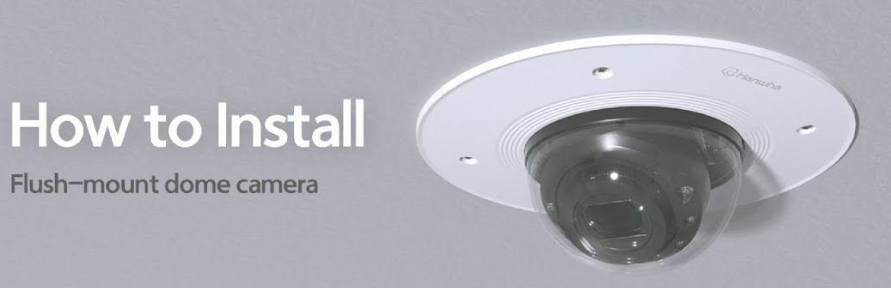 How to Install
Flush-mount dome camera
Hanwha